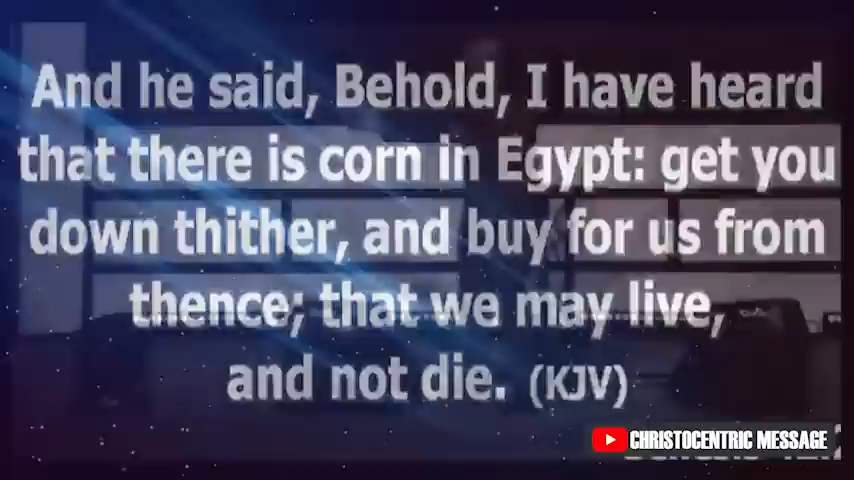 And he said, Behold, I have heard
that there is corn in Egypt: get you
down thither, and buy for us from
thence; that we may live,
and not die. (KJV)
CHRISTOCENTRIC MESSAGE